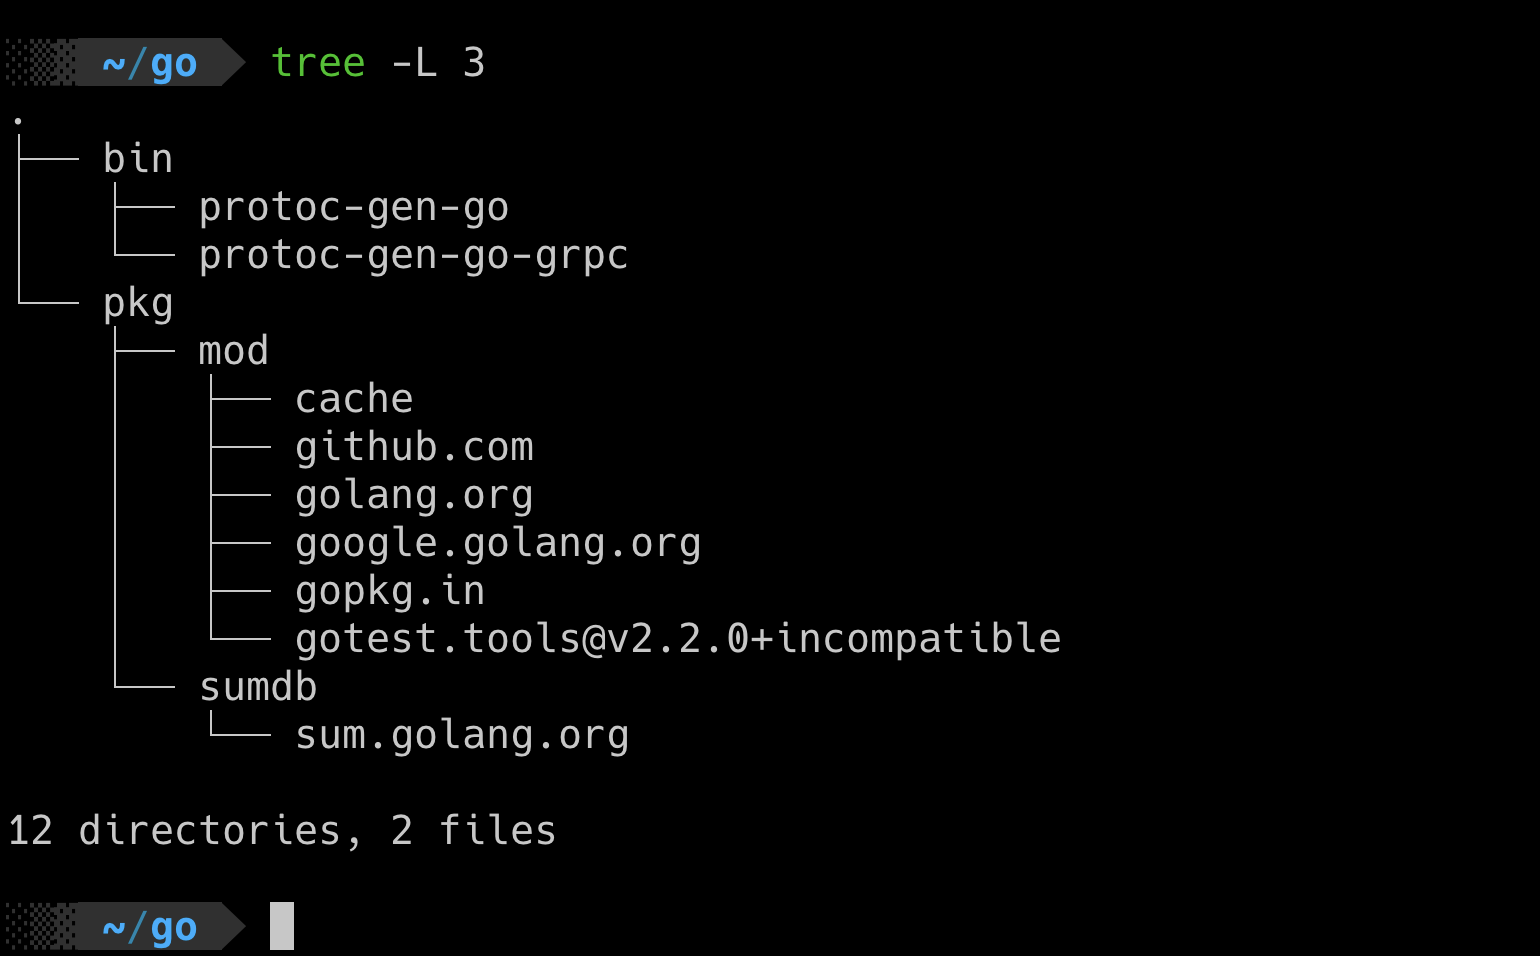 ~/go tree -L 3
.
├── bin
│   ├── protoc-gen-go
│   └── protoc-gen-go-grpc
└── pkg
    ├── mod
    │   ├── cache
    │   ├── github.com
    │   ├── golang.org
    │   ├── google.golang.org
    │   ├── gopkg.in
    │   └── gotest.tools@v2.2.0+incompatible
    └── sumdb
        └── sum.golang.org
12 directories, 2 files
~/go